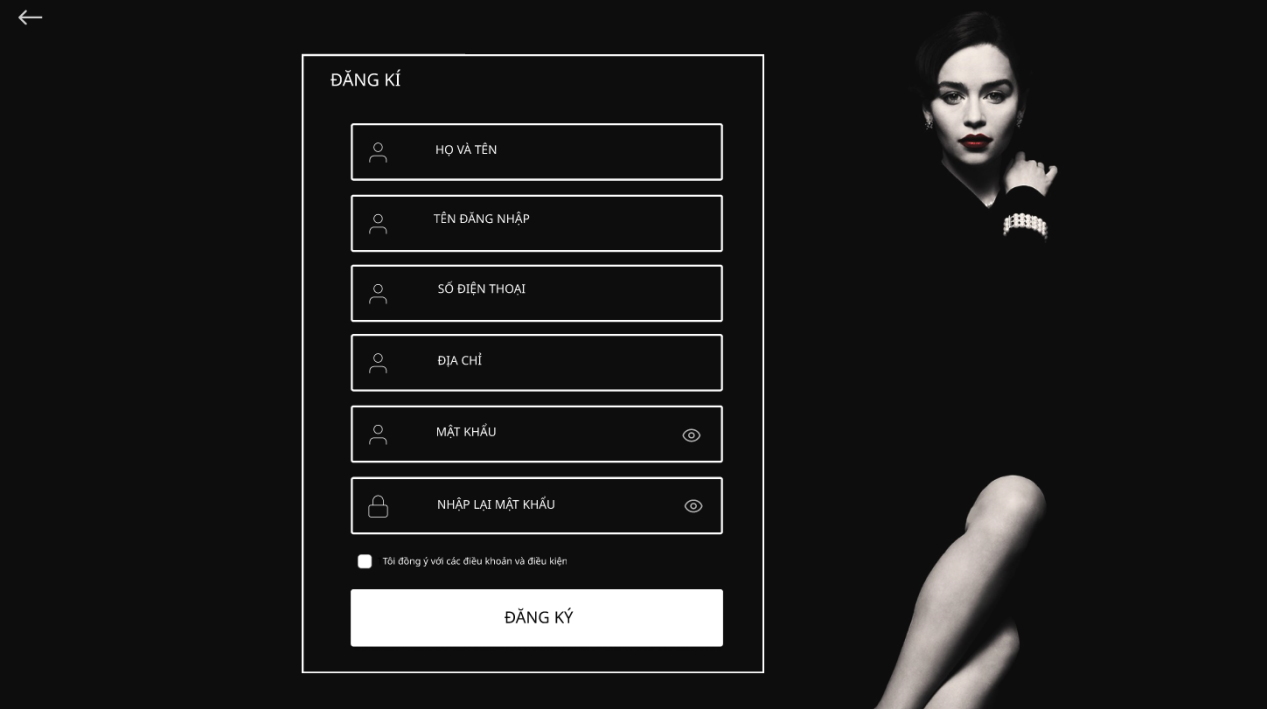 ĐĂNG KÍ
HỌ VÀ TÊN
TÊN ĐĂNG NHẬP
SỐ ĐIỆN THOẠI
ĐỊA CHỈ
MẬT KHẨU
NHẬP LẠI MẬT KHẨU
Tôi đồng ý với các điều khoản và điều kiện
ĐĂNG KÝ